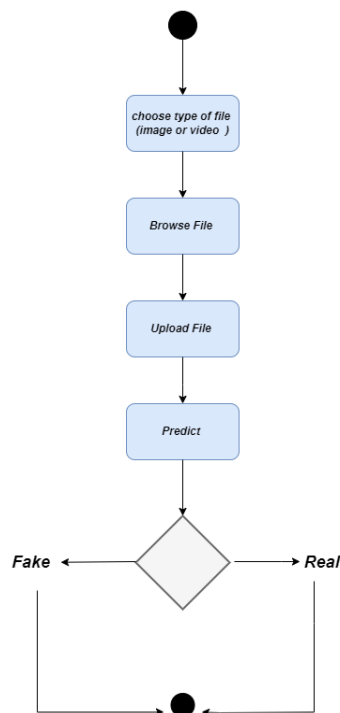 choose type of file
(image or video  )
Browse File
Upload File
Predict
Fake
Real